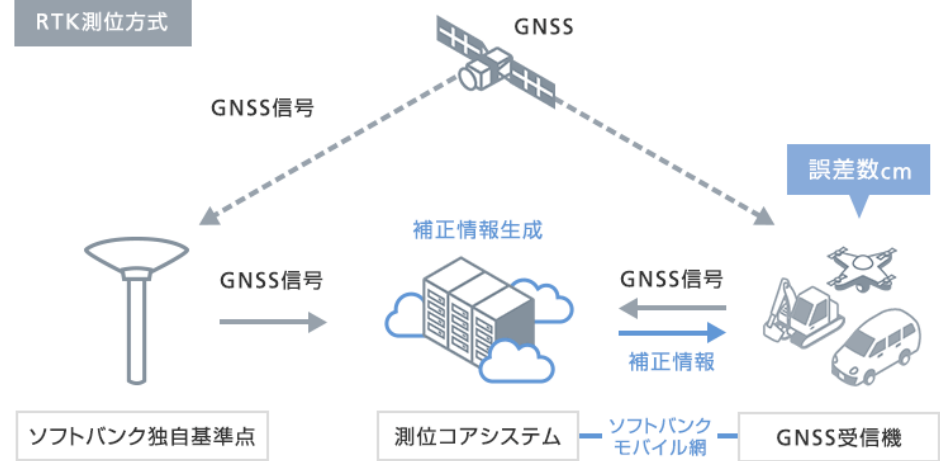 RTK測位方式
GNSS
GNSS信号
誤差数cm
補正情報生成
GNSS信号
GNSS信号
補正情報
ソフトバンク独自基準点
測位コアシステム
ソフトバンク
モバイル網
GNSS受信機